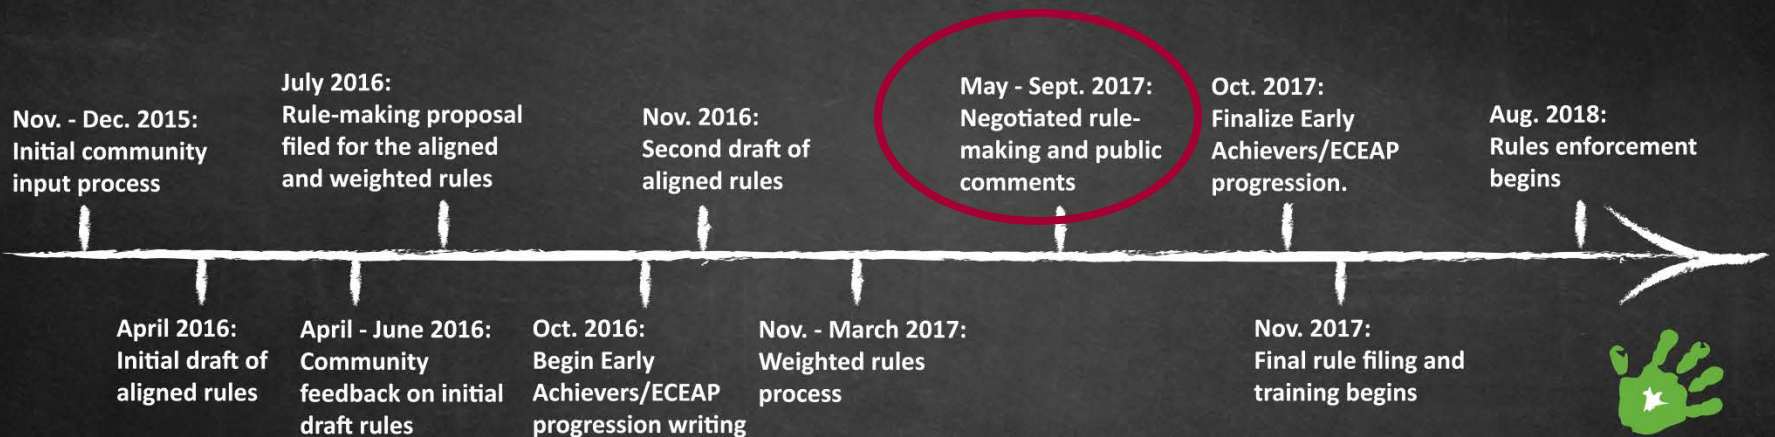 Nov. - Dec. 2015:
Initial community
input process
July 2016:
Rule-making proposal
filed for the aligned
and weighted rules
Nov. 2016:
Second draft of
aligned rules
May - Sept. 2017:
Negotiated rule-
making and public
comments
Oct. 2017:
Finalize Early
Achievers/ECEAP
progression.
Aug. 2018:
Rules enforcement
begins
April 2016:
Initial draft of
aligned rules
April - June 2016:
Community
feedback on initial
draft rules
Oct. 2016:
Begin Early
Achievers/ECEAP
progression writing
Nov. - March 2017:
Weighted rules
process
Nov. 2017:
Final rule filing and
training begins